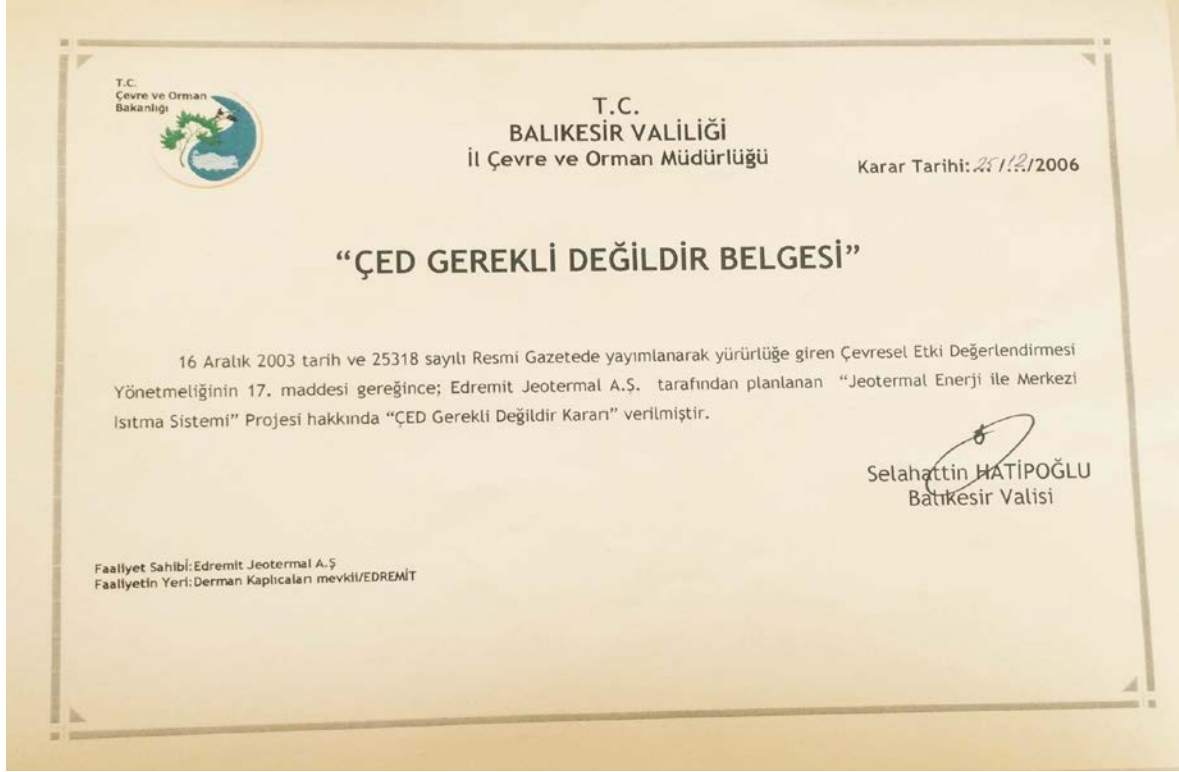 T.C.
Çevre ve Orman
Bakanlığı
T.C.
BALIKESİR VALİLİĞİ
İl Çevre ve Orman Müdürlüğü
Karar Tarihi: 25/12/2006
“ÇED GEREKLİ DEĞİLDİR BELGESİ”
16 Aralık 2003 tarih ve 25318 sayılı Resmi Gazetede yayımlanarak yürürlüğe giren Çevresel Etki Değerlendirmesi
Yönetmeliğinin 17. maddesi gereğince; Edremit Jeotermal A.Ş. tarafından planlanan “Jeotermal Enerji ile Merkezi
Isıtma Sistemi” Projesi hakkında “ÇED Gerekli Değildir Kararı” verilmiştir.
Selahattin HATİPOĞLU
Balıkesir Valisi
Faaliyet Sahibi:Edremit Jeotermal A.Ş
Faaliyetin Yeri:Derman Kaplıcaları mevkii/EDREMİT